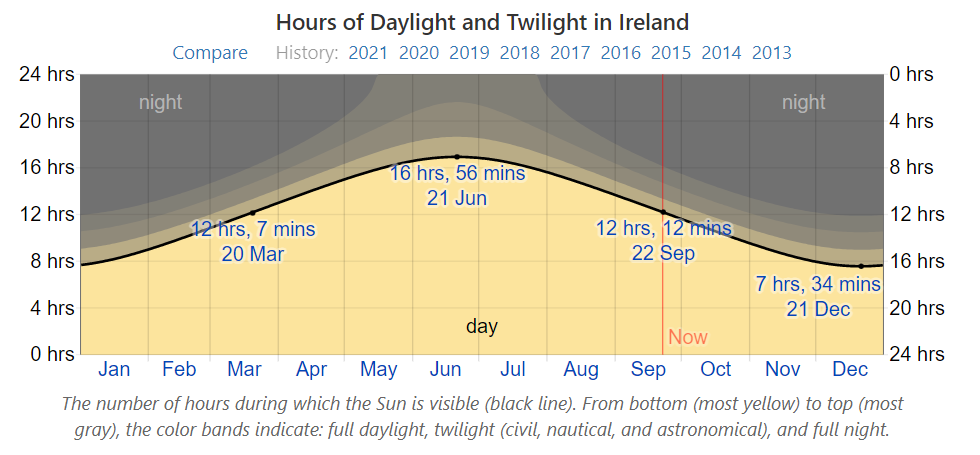 Hours of Daylight and Twilight in Ireland
Compare History: 2021 2020 2019 2018 2017 2016 2015 2014 2013
24 hrs 0 hrs
night night
20 hrs 4 hrs
16 hrs 8 hrs
16 hrs, 56 mins
21 Jun
12 hrs 12 hrs
12 hrs, 7 mins
20 Mar
12 hrs, 12 mins
22 Sep
8 hrs 16 hrs
7 hrs, 34 mins
21 Dec
4 hrs 20 hrs
day
Now
0 hrs 24 hrs
Jan Feb Mar Apr May Jun Jul Aug Sep Oct Nov Dec
The number of hours during which the Sun is visible (black line). From bottom (most yellow) to top (most
gray), the color bands indicate: full daylight, twilight (civil, nautical, and astronomical), and full night.